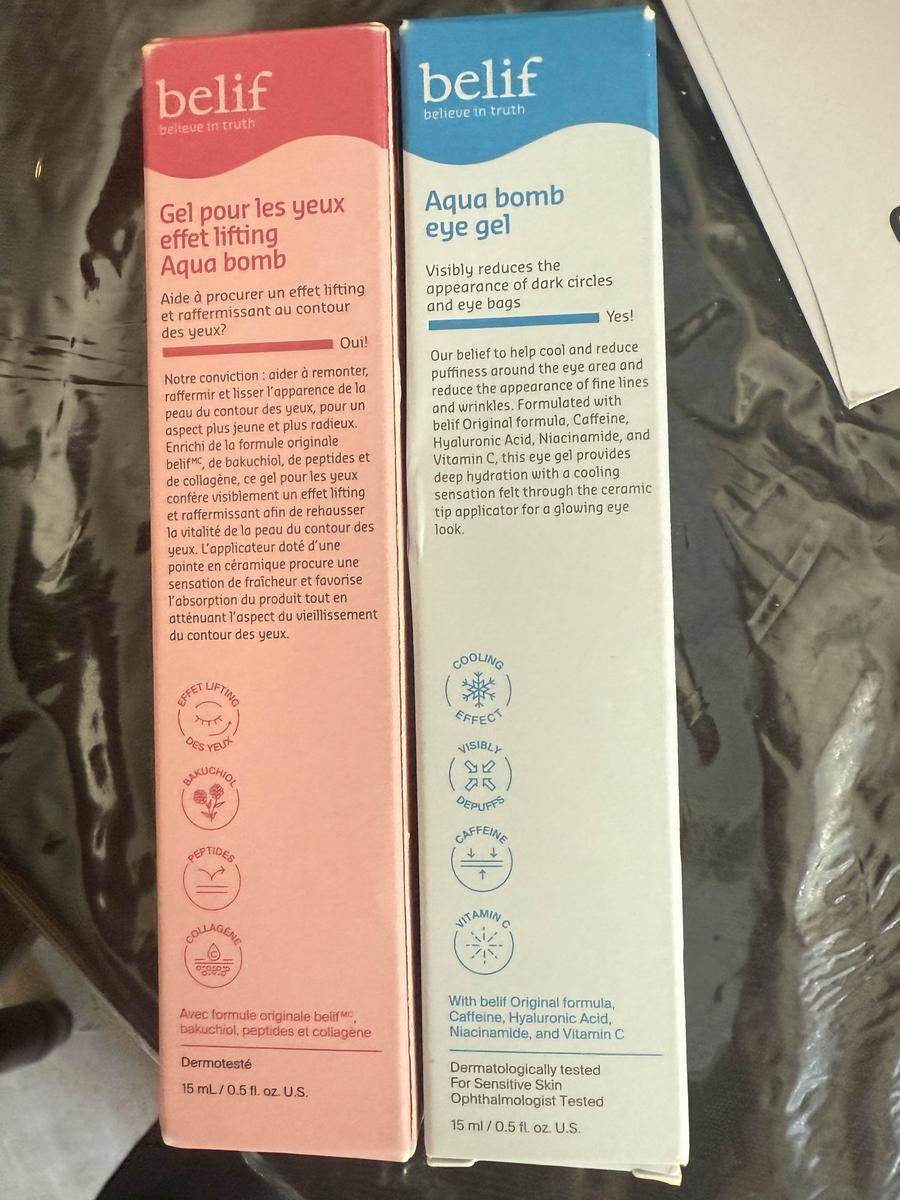 belif
believe in truth
Gel pour les yeux
effet lifting
Aqua bomb
Aide à procurer un effet lifting
et raffermissant au contour
des yeux?
Oui!
Notre conviction : aider à remonter,
raffermir et lisser l'apparence de la
peau du contour des yeux, pour un
aspect plus jeune et plus radieux.
Enrichi de la formule originale
belifᴹᶜ, de bakuchiol, de peptides et
de collagène, ce gel pour les yeux
confère visiblement un effet lifting
et raffermissant afin de rehausser
la vitalité de la peau du contour des
yeux. L'applicateur doté d'une
pointe en céramique procure une
sensation de fraîcheur et favorise
l'absorption du produit tout en
atténuant l'aspect du vieillissement
du contour des yeux.
EFFET LIFTING
DES YEUX
BAKUCHIOL
PEPTIDES
COLLAGÈNE
C
Avec formule originale belifᴹᶜ,
bakuchiol, peptides et collagène
Dermotesté
15 mL / 0.5 fl. oz. U.S.
belif
believe in truth
Aqua bomb
eye gel
Visibly reduces the
appearance of dark circles
and eye bags
Yes!
Our belief to help cool and reduce
puffiness around the eye area and
reduce the appearance of fine lines
and wrinkles. Formulated with
belif Original formula, Caffeine,
Hyaluronic Acid, Niacinamide, and
Vitamin C, this eye gel provides
deep hydration with a cooling
sensation felt through the ceramic
tip applicator for a glowing eye
look.
COOLING
EFFECT
VISIBLY
DEPUFFS
CAFFEINE
VITAMIN C
With belif Original formula,
Caffeine, Hyaluronic Acid,
Niacinamide, and Vitamin C
Dermatologically tested
For Sensitive Skin
Ophthalmologist Tested
15 ml / 0.5 fl. oz. U.S.